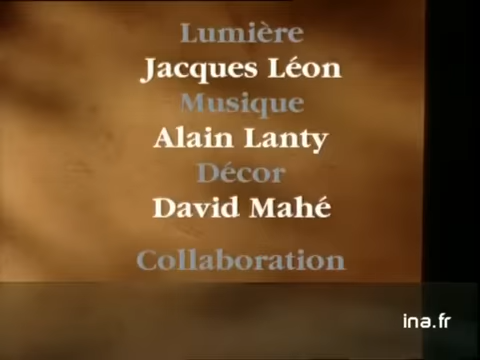 Lumière
Jacques Léon
Musique
Alain Lanty
Décor
David Mahé
Collaboration
ina.fr